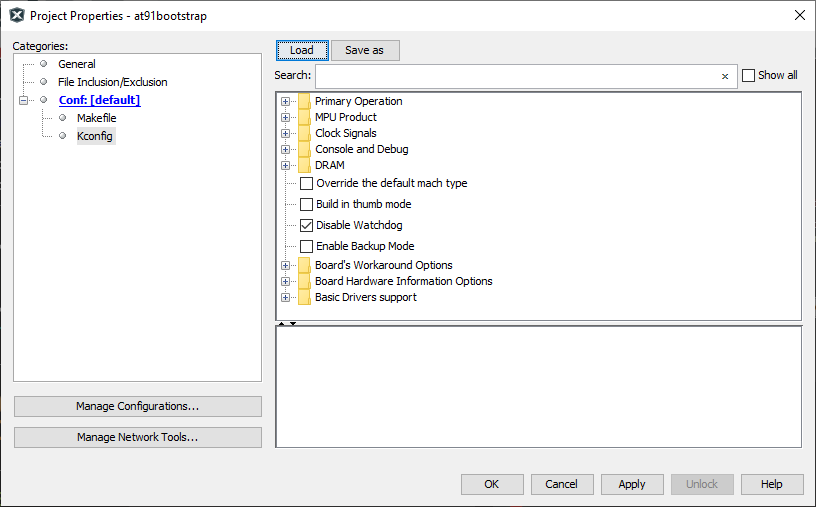 Project Properties - at91bootstrap
Categories:
General
File Inclusion/Exclusion
Conf: [default]
Makefile
Kconfig
Manage Configurations...
Manage Network Tools...
Load
Save as
Search:
Show all
Primary Operation
MPU Product
Clock Signals
Console and Debug
DRAM
Override the default mach type
Build in thumb mode
Disable Watchdog
Enable Backup Mode
Board's Workaround Options
Board Hardware Information Options
Basic Drivers support
OK
Cancel
Apply
Unlock
Help